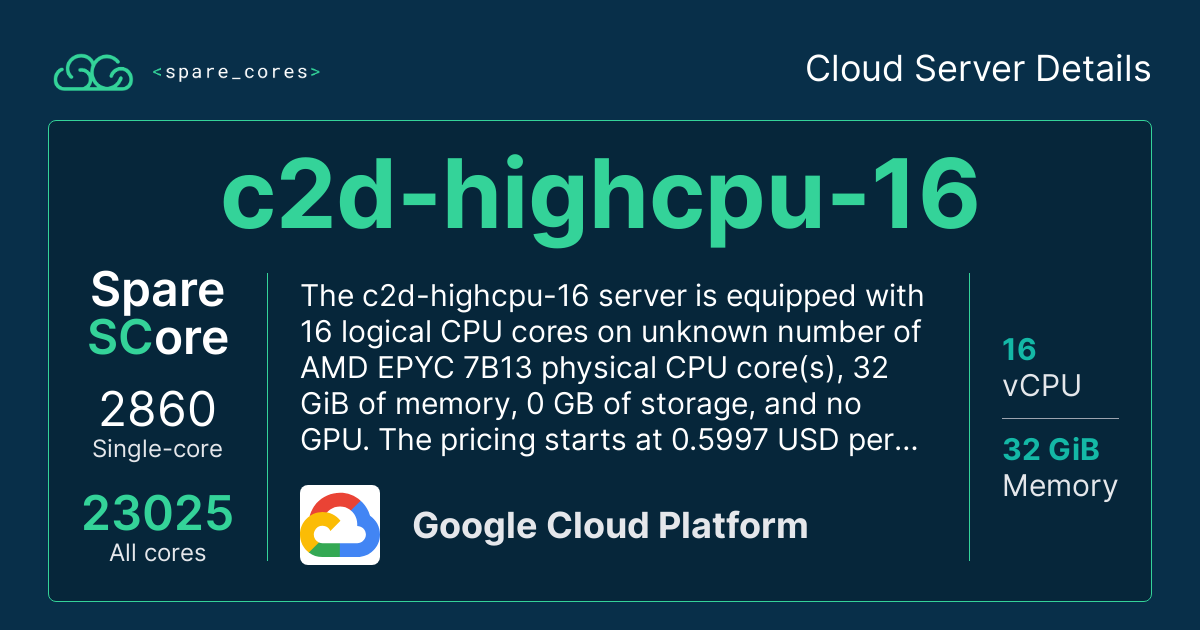 <spare_cores>
Cloud Server Details
c2d-highcpu-16
Spare
SCore
2860
Single-core
23025
All cores
The c2d-highcpu-16 server is equipped with
16 logical CPU cores on unknown number of
AMD EPYC 7B13 physical CPU core(s), 32
GiB of memory, 0 GB of storage, and no
GPU. The pricing starts at 0.5997 USD per...
Google Cloud Platform
16
vCPU
32 GiB
Memory